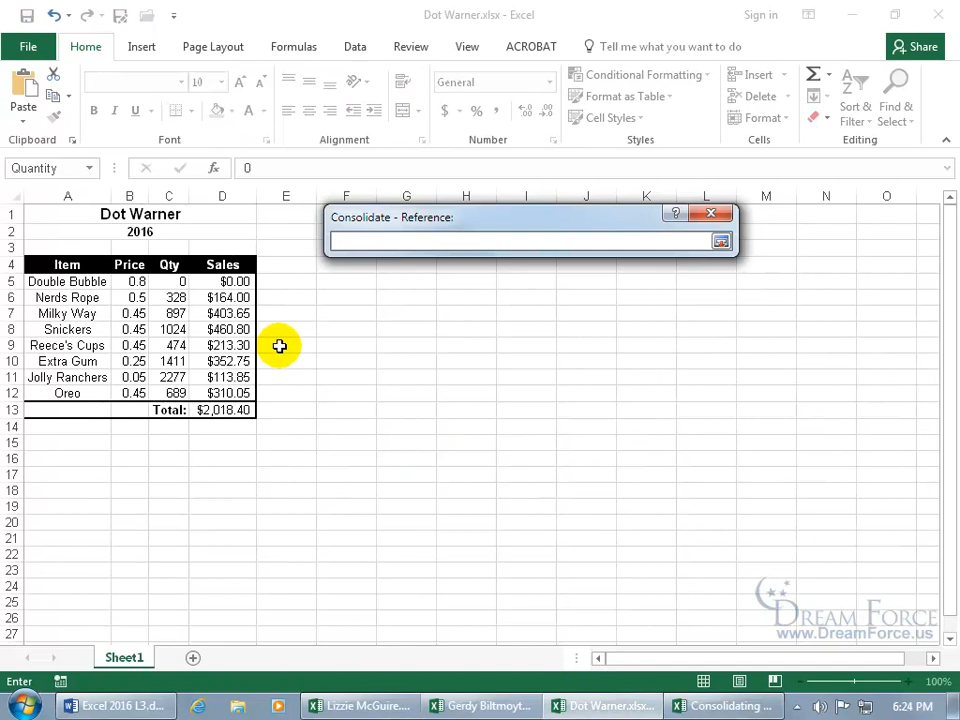 Dot Warner.xlsx - Excel
Sign in
File Home Insert Page Layout Formulas Data Review View ACROBAT Tell me what you want to do Share
Paste
10
General
Conditional Formatting
Format as Table
Cell Styles
Insert
Delete
Format
Sort & Filter
Find & Select
Clipboard Font Alignment Number Styles Cells Editing
Quantity fx 0
A B C D E F G H I J K L M N O
1 Dot Warner
2 2016
3
4 Item Price Qty Sales
5 Double Bubble 0.8 0 $0.00
6 Nerds Rope 0.5 328 $164.00
7 Milky Way 0.45 897 $403.65
8 Snickers 0.45 1024 $460.80
9 Reece's Cups 0.45 474 $213.30
10 Extra Gum 0.25 1411 $352.75
11 Jolly Ranchers 0.05 2277 $113.85
12 Oreo 0.45 689 $310.05
13 Total: $2,018.40
14
15
16
17
18
19
20
21
22
23
24
25
26
27
Consolidate - Reference:
DREAM FORCE
www.DreamForce.us
Sheet1
Enter
100%
Excel 2016 L3.d...
Lizzie McGuire....
Gerdy Biltmoyt...
Dot Warner.xlsx...
Consolidating ...
6:24 PM